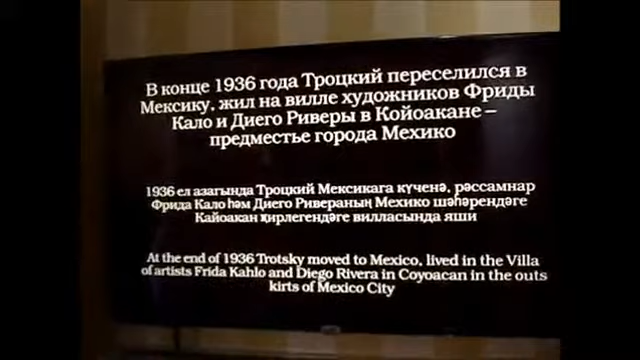 В конце 1936 года Троцкий переселился в
Мексику, жил на вилле художников Фриды
Кало и Диего Риверы в Койоакане –
предместье города Мехико
1936 ел азагында Троцкий Мексикага күченә, рәссамнар
Фрида Кало һәм Диего Ривераның Мехико шәһәрендәге
Кайоакан җирлегендәге вилласында яши
At the end of 1936 Trotsky moved to Mexico, lived in the Villa
of artists Frida Kahlo and Diego Rivera in Coyoacan in the outs
kirts of Mexico City